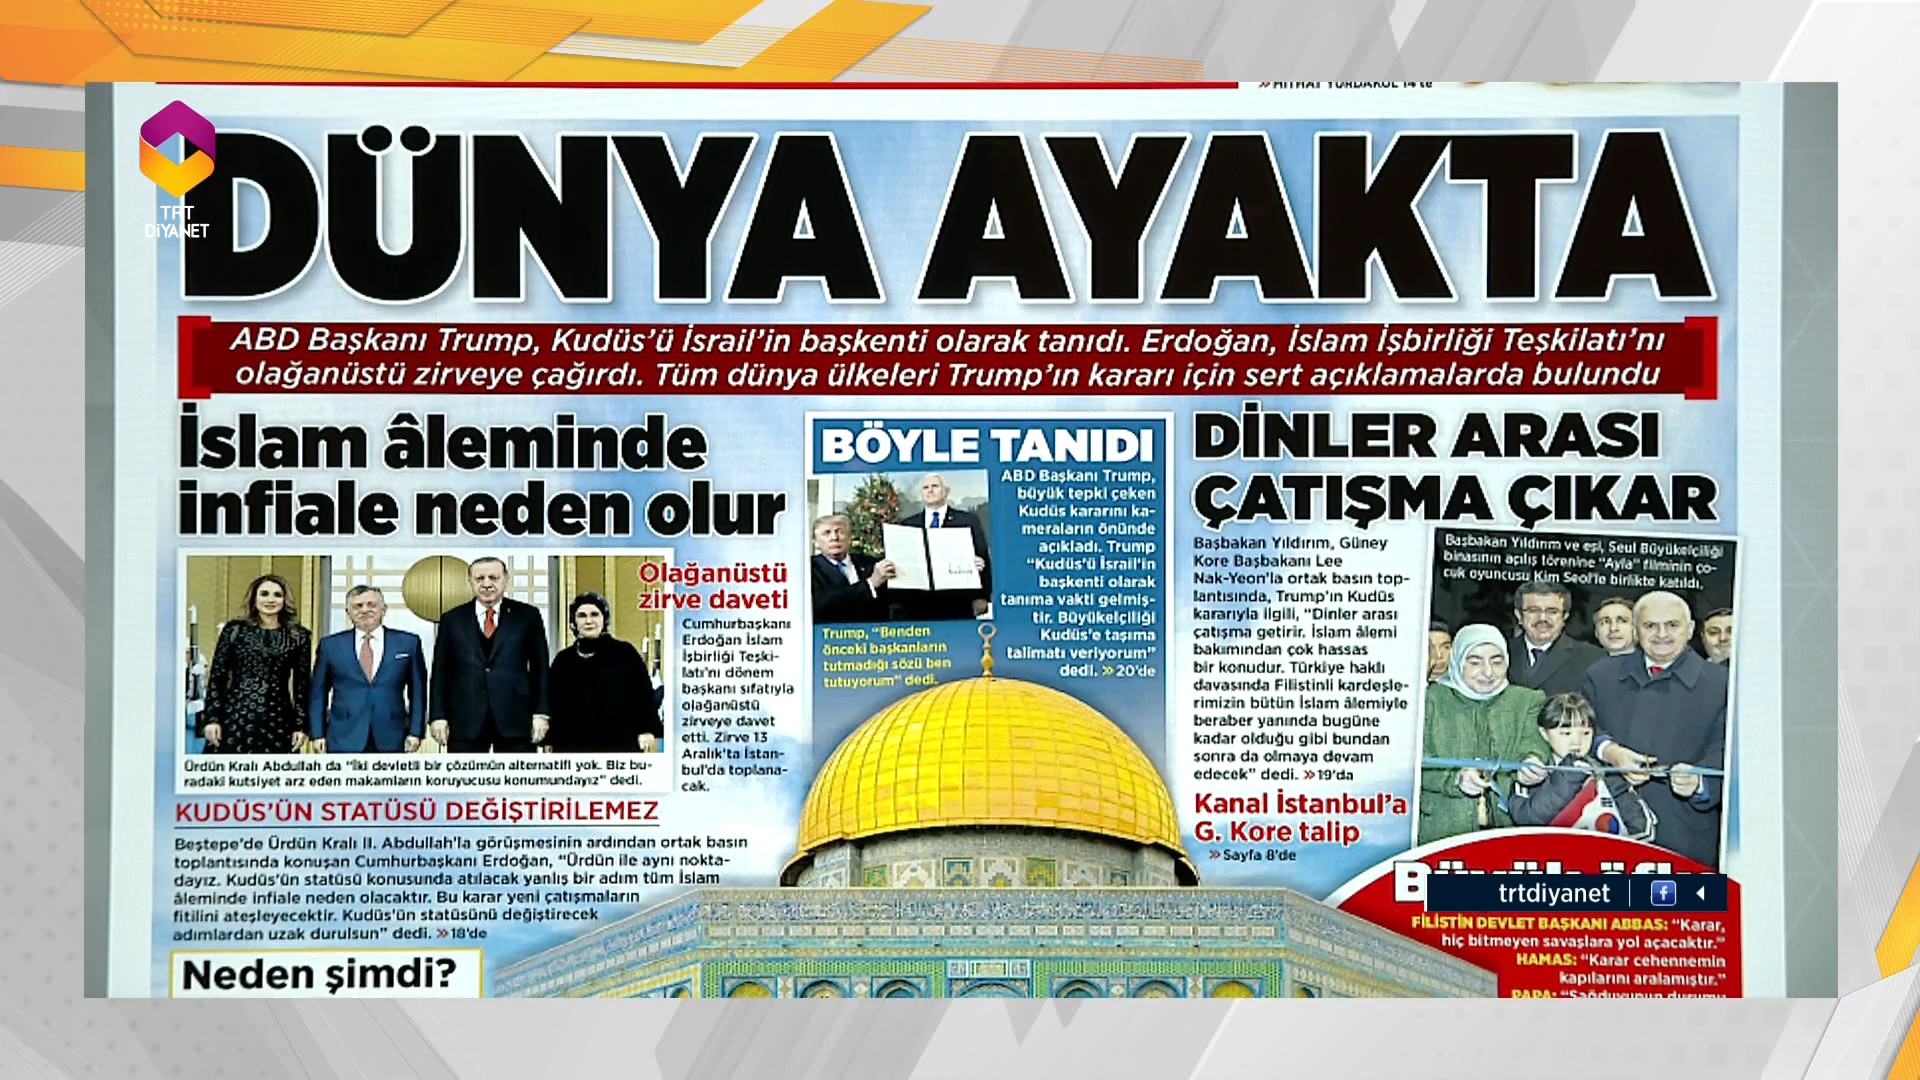 MİTHAT YURDAKUL 14'te
TRT
DİYANET
DÜNYA AYAKTA
ABD Başkanı Trump, Kudüs'ü İsrail'in başkenti olarak tanıdı. Erdoğan, İslam İşbirliği Teşkilatı'nı
olağanüstü zirveye çağırdı. Tüm dünya ülkeleri Trump'ın kararı için sert açıklamalarda bulundu
İslam âleminde
infiale neden olur
Olağanüstü
zirve daveti
Cumhurbaşkanı
Erdoğan İslam
İşbirliği Teşki-
latı'nı dönem
başkanı sıfatıyla
olağanüstü
zirveye davet
etti. Zirve 13
Aralık'ta İstan-
bul'da toplana-
cak.
Ürdün Kralı Abdullah da "İki devletli bir çözümün alternatifi yok. Biz bu-
radaki kutsiyet arz eden makamların koruyucusu konumundayız" dedi.
KUDÜS'ÜN STATÜSÜ DEĞİŞTİRİLEMEZ
Beştepe'de Ürdün Kralı II. Abdullah'la görüşmesinin ardından ortak basın
toplantısında konuşan Cumhurbaşkanı Erdoğan, "Ürdün ile aynı nokta-
dayız. Kudüs'ün statüsü konusunda atılacak yanlış bir adım tüm İslam
âleminde infiale neden olacaktır. Bu karar yeni çatışmaların
fitilini ateşleyecektir. Kudüs'ün statüsünü değiştirecek
adımlardan uzak durulsun" dedi. » 18'de
Neden şimdi?
BÖYLE TANIDI
ABD Başkanı Trump,
büyük tepki çeken
Kudüs kararını ka-
meraların önünde
açıkladı. Trump
"Kudüs'ü İsrail'in
başkenti olarak
tanıma vakti gelmiş-
tir. Büyükelçiliği
Kudüs'e taşıma
talimatı veriyorum"
dedi. » 20'de
Trump, "Benden
önceki başkanların
tutmadığı sözü ben
tutuyorum" dedi.
DİNLER ARASI
ÇATIŞMA ÇIKAR
Başbakan Yıldırım, Güney
Kore Başbakanı Lee
Nak-Yeon'la ortak basın top-
lantısında, Trump'ın Kudüs
kararıyla ilgili, "Dinler arası
çatışma getirir. İslam âlemi
bakımından çok hassas
bir konudur. Türkiye haklı
davasında Filistinli kardeşle-
rimizin bütün İslam âlemiyle
beraber yanında bugüne
kadar olduğu gibi bundan
sonra da olmaya devam
edecek" dedi. » 19'da
Başbakan Yıldırım ve eşi, Seul Büyükelçiliği
binasının açılış törenine "Ayla" filminin ço-
cuk oyuncusu Kim Seol'le birlikte katıldı.
Kanal İstanbul'a
G. Kore talip
» Sayfa 8'de
trtdiyanet
FİLİSTİN DEVLET BAŞKANI ABBAS: "Karar,
hiç bitmeyen savaşlara yol açacaktır."
HAMAS: "Karar cehennemin
kapılarını aralamıştır."
PAPA: "Sağduyunun durumu